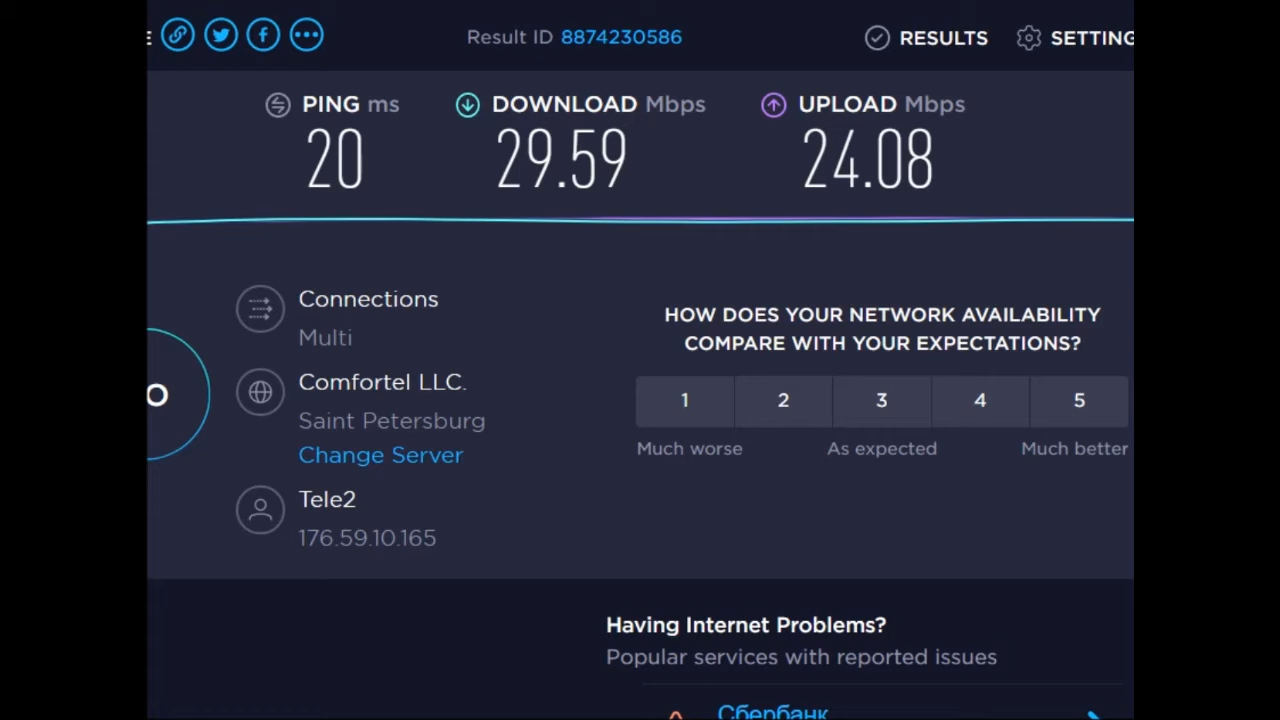 Result ID 8874230586
RESULTS
SETTING
PING ms
DOWNLOAD Mbps
UPLOAD Mbps
20
29.59
24.08
Connections
Multi
Comfortel LLC.
Saint Petersburg
Change Server
Tele2
176.59.10.165
HOW DOES YOUR NETWORK AVAILABILITY
COMPARE WITH YOUR EXPECTATIONS?
1 2 3 4 5
Much worse As expected Much better
Having Internet Problems?
Popular services with reported issues
Сбербанк